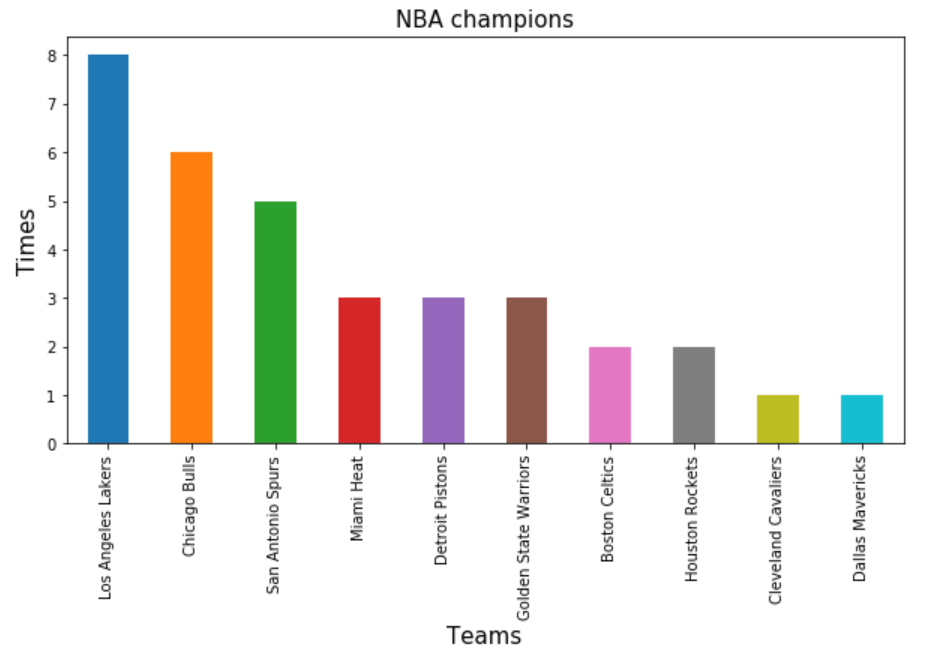 NBA champions
Times
8
7
6
5
4
3
2
1
0
Los Angeles Lakers
Chicago Bulls
San Antonio Spurs
Miami Heat
Detroit Pistons
Golden State Warriors
Boston Celtics
Houston Rockets
Cleveland Cavaliers
Dallas Mavericks
Teams